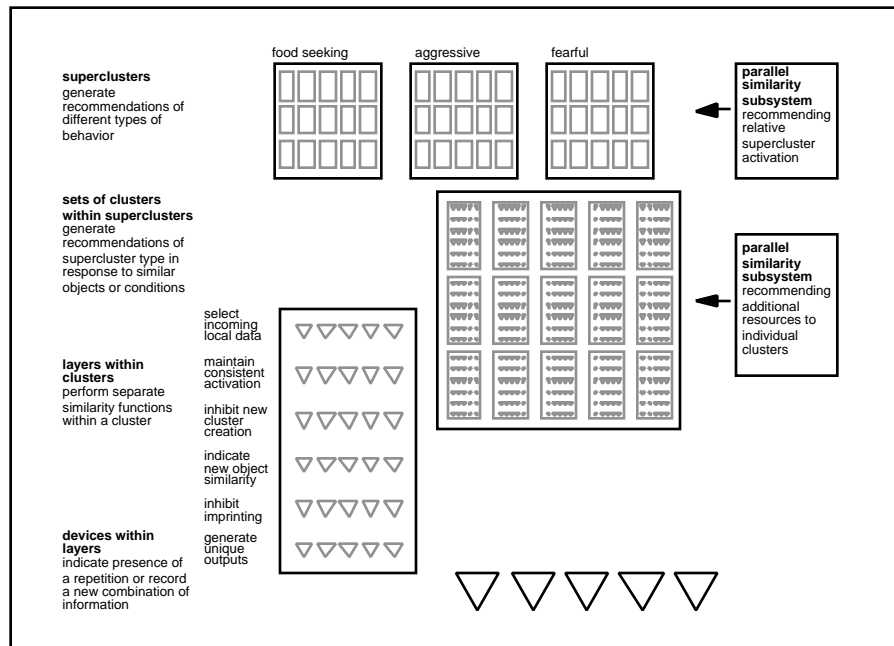 food seeking
aggressive
fearful
superclusters
generate
recommendations of
different types of
behavior
parallel
similarity
subsystem
recommending
relative
supercluster
activation
sets of clusters
within superclusters
generate
recommendations of
supercluster type in
response to similar
objects or conditions
parallel
similarity
subsystem
recommending
additional
resources to
individual
clusters
select
incoming
local data
layers within
clusters
perform separate
similarity functions
within a cluster
maintain
consistent
activation
inhibit new
cluster
creation
indicate
new object
similarity
inhibit
imprinting
generate
unique
outputs
devices within
layers
indicate presence of
a repetition or record
a new combination of
information